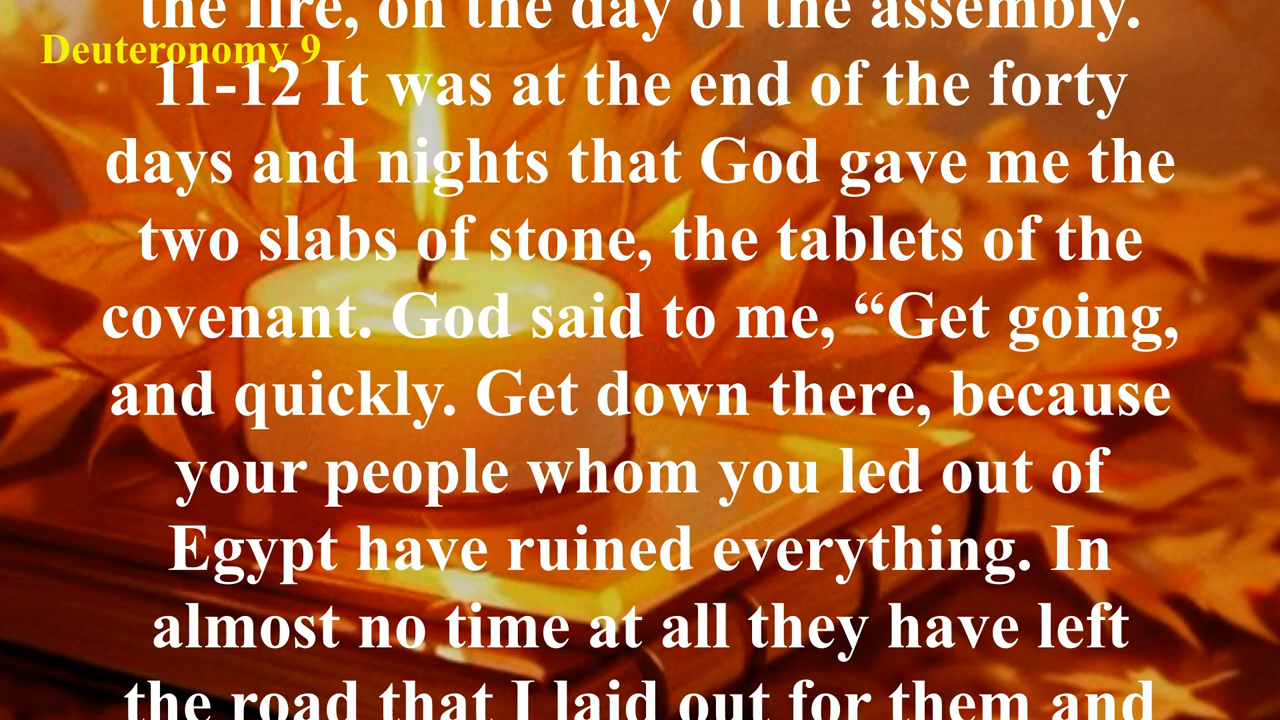 the fire, on the day of the assembly.
Deuteronomy 9
11-12 It was at the end of the forty
days and nights that God gave me the
two slabs of stone, the tablets of the
covenant. God said to me, “Get going,
and quickly. Get down there, because
your people whom you led out of
Egypt have ruined everything. In
almost no time at all they have left
the road that I laid out for them and